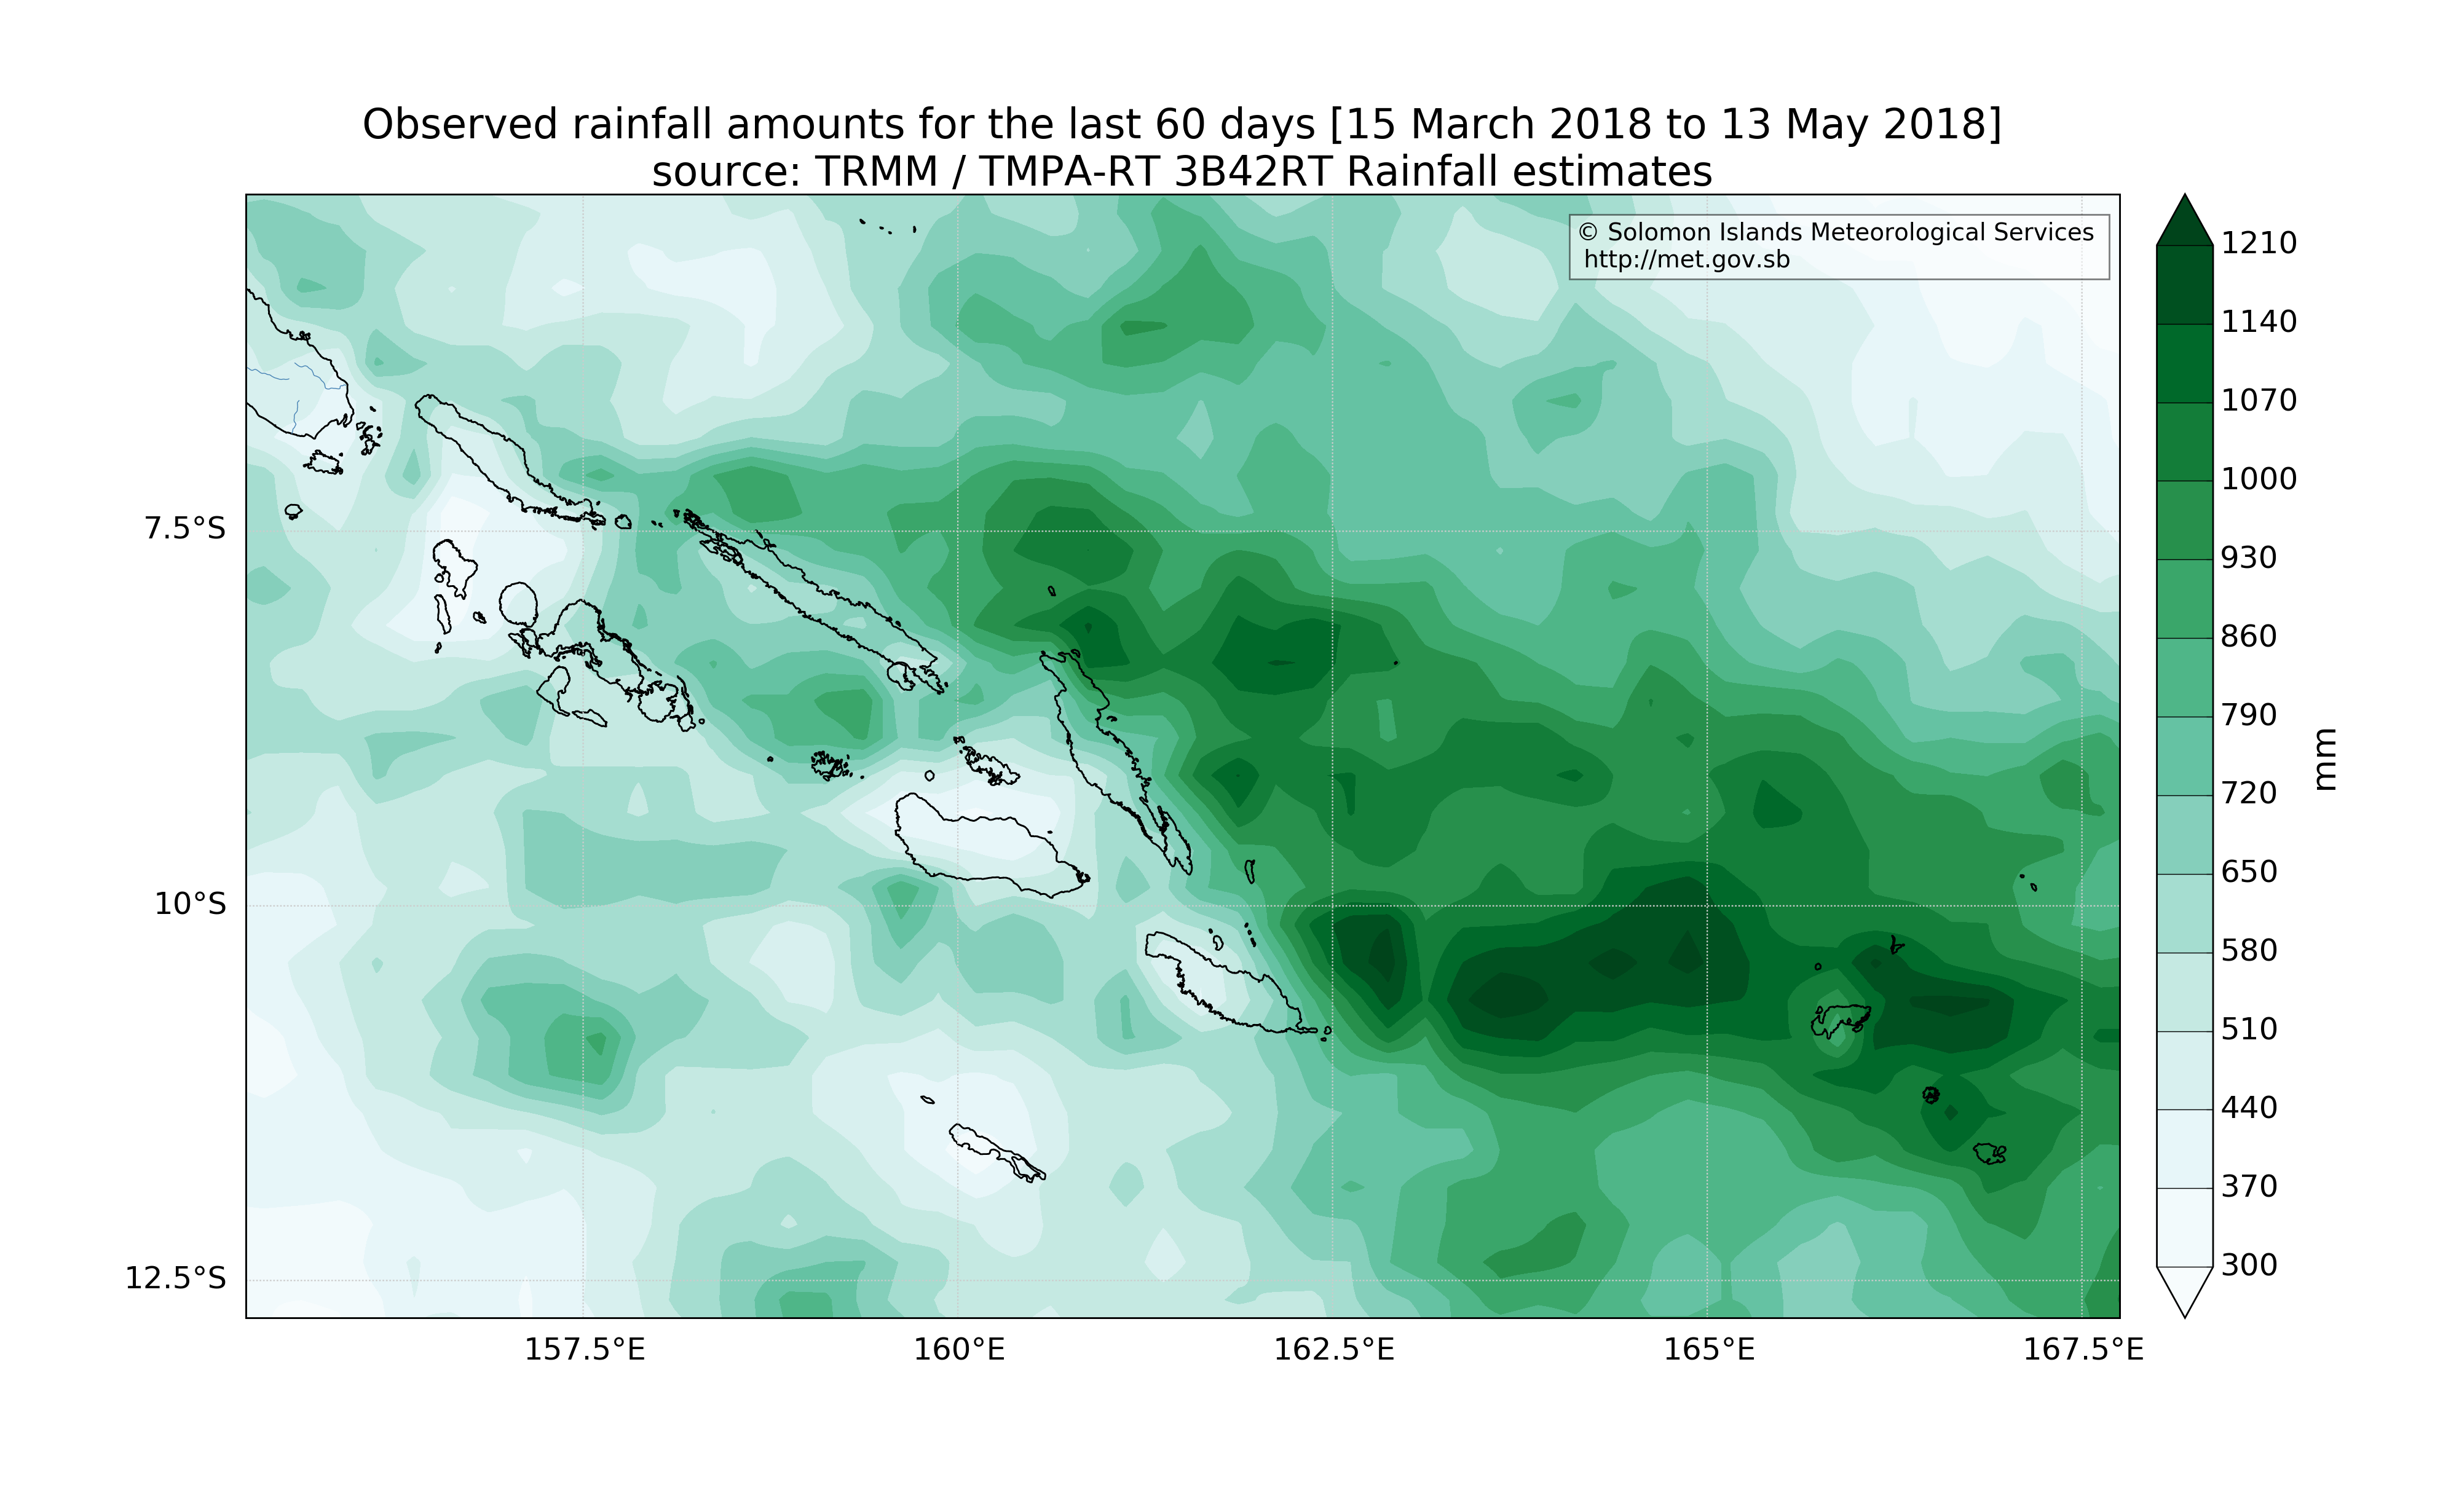 Observed rainfall amounts for the last 60 days [15 March 2018 to 13 May 2018]
source: TRMM / TMPA-RT 3B42RT Rainfall estimates
© Solomon Islands Meteorological Services
http://met.gov.sb
7.5°S
10°S
12.5°S
157.5°E
160°E
162.5°E
165°E
167.5°E
1210
1140
1070
1000
930
860
790
720
650
580
510
440
370
300
mm